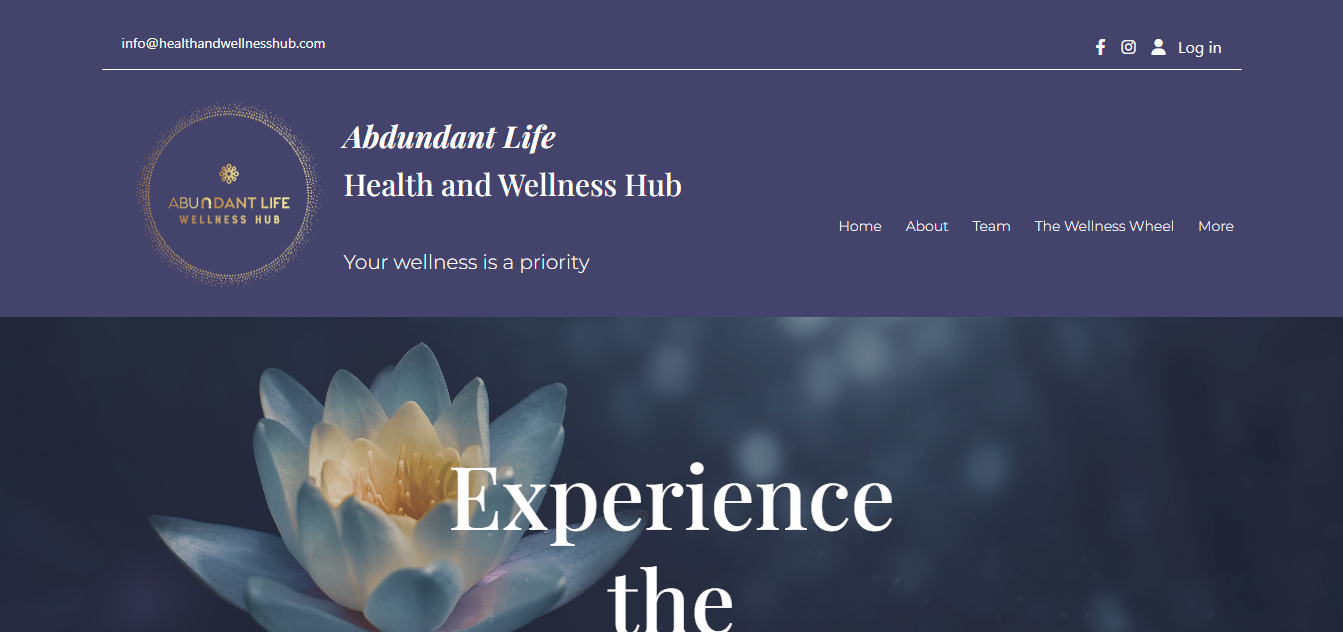 info@healthandwellnesshub.com
Log in
Abdundant Life
Health and Wellness Hub
ABUNDANT LIFE
WELLNESS HUB
Home About Team The Wellness Wheel More
Your wellness is a priority
Experience
the